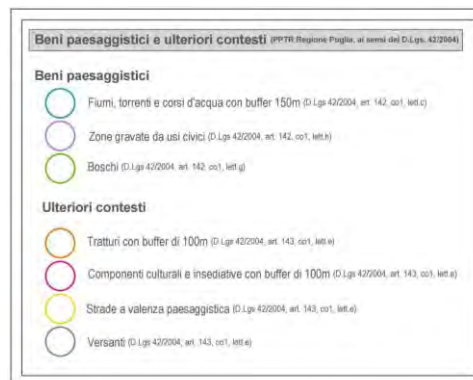 Beni paesaggistici e ulteriori contesti (PPTR Regione Puglia, ai sensi del D.Lgs. 42/2004)
Beni paesaggistici
Fiumi, torrenti e corsi d'acqua con buffer 150m (D.Lgs 42/2004, art. 142, co1, lett.c)
Zone gravate da usi civici (D.Lgs 42/2004, art. 142, co1, lett.h)
Boschi (D.Lgs 42/2004, art. 142, co1, lett.g)
Ulteriori contesti
Tratturi con buffer di 100m (D.Lgs 42/2004, art. 143, co1, lett.e)
Componenti culturali e insediative con buffer di 100m (D.Lgs 42/2004, art. 143, co1, lett.e)
Strade a valenza paesaggistica (D.Lgs 42/2004, art. 143, co1, lett.e)
Versanti (D.Lgs 42/2004, art. 143, co1, lett.e)